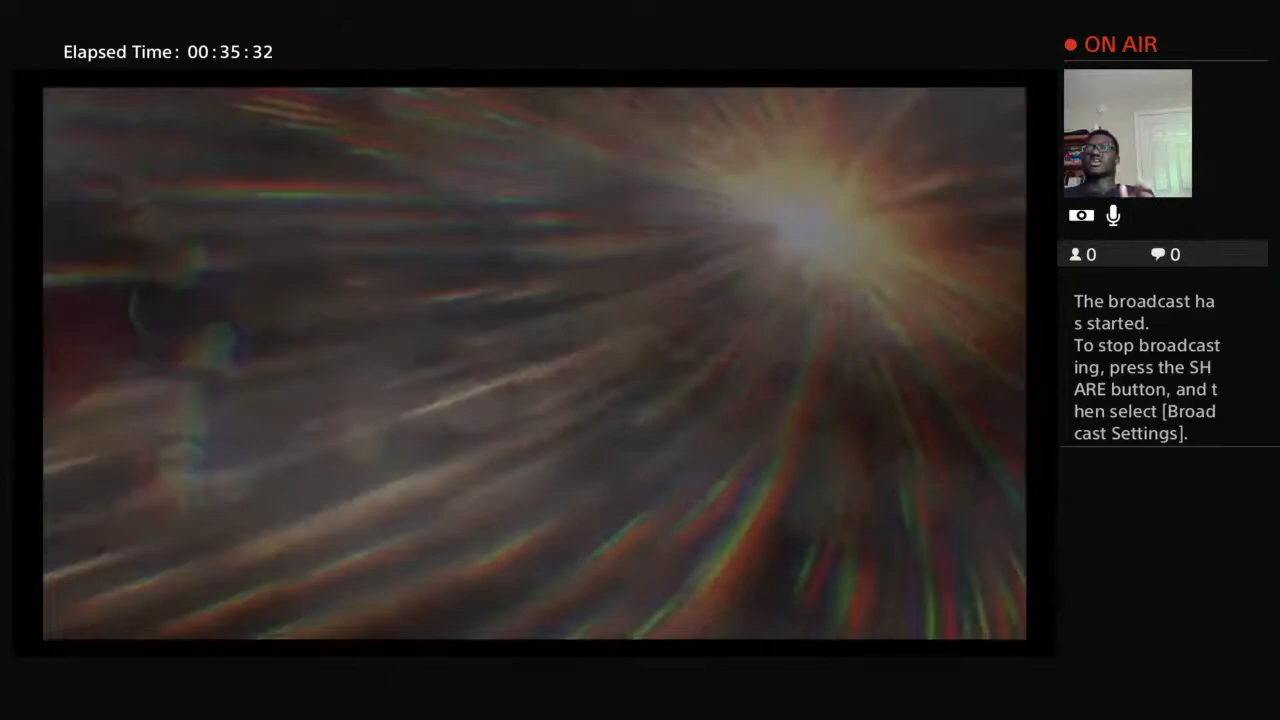 Elapsed Time: 00:35:32
ON AIR
0 0
The broadcast ha
s started.
To stop broadcast
ing, press the SH
ARE button, and t
hen select [Broad
cast Settings].